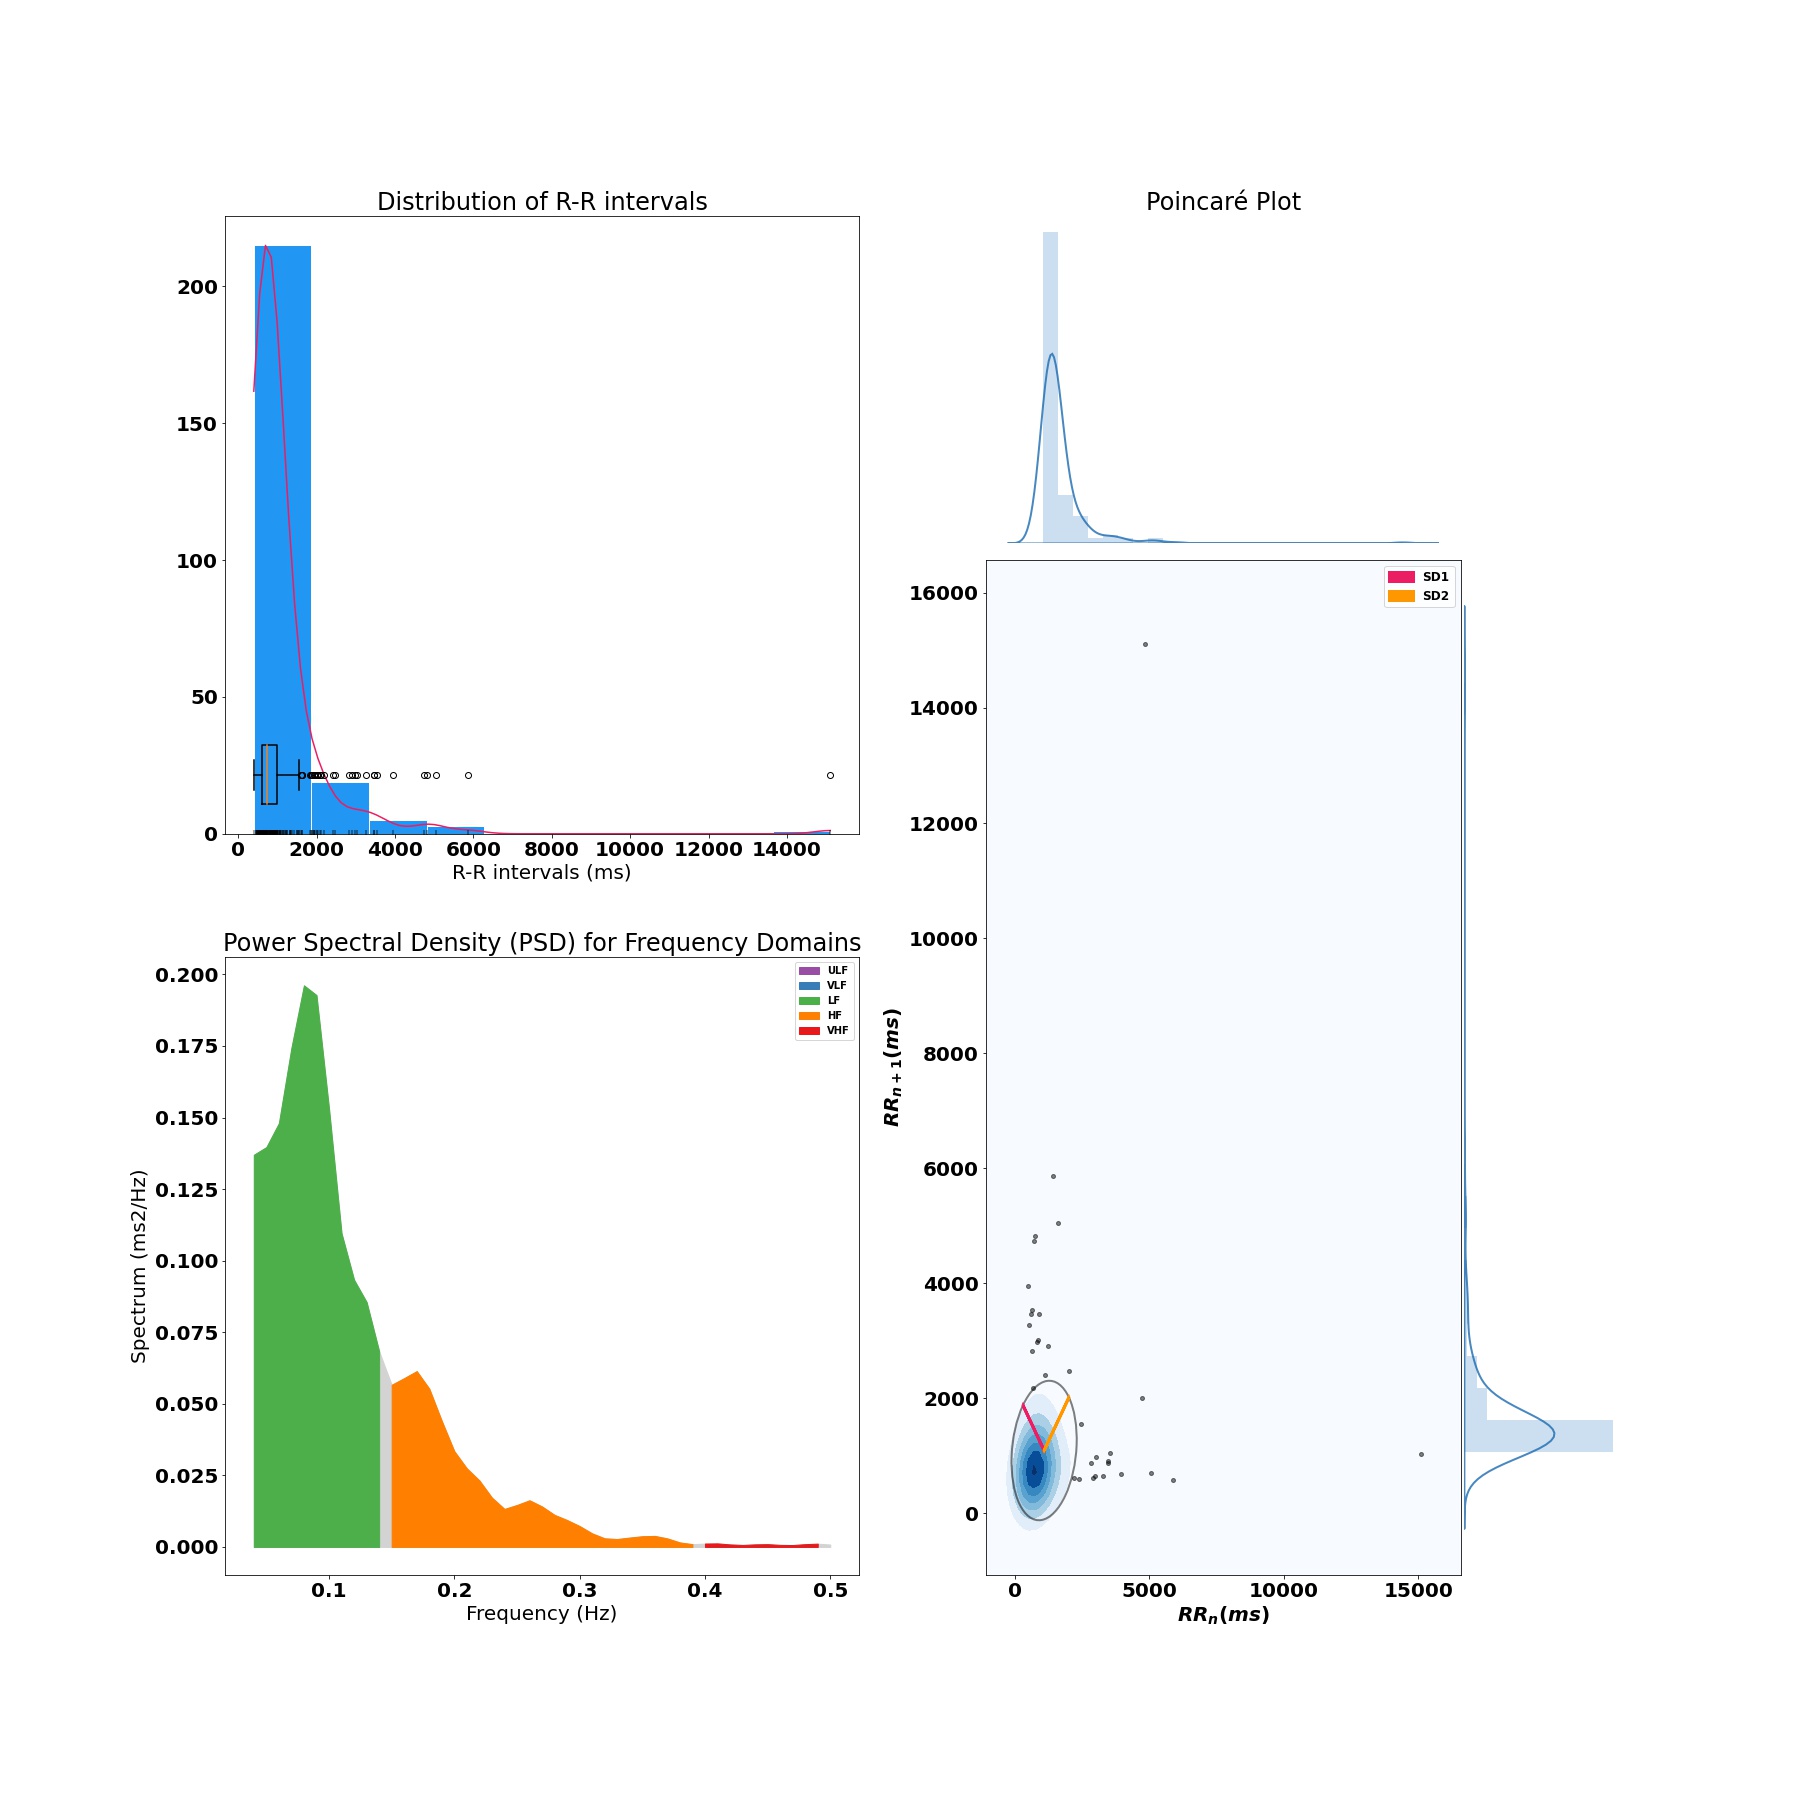 Distribution of R-R intervals
200
150
100
50
0
0 2000 4000 6000 8000 10000 12000 14000
R-R intervals (ms)
Power Spectral Density (PSD) for Frequency Domains
ULF
VLF
LF
HF
VHF
Spectrum (ms2/Hz)
0.200
0.175
0.150
0.125
0.100
0.075
0.050
0.025
0.000
0.1 0.2 0.3 0.4 0.5
Frequency (Hz)
Poincaré Plot
SD1
SD2
RRn+1(ms)
16000
14000
12000
10000
8000
6000
4000
2000
0
0 5000 10000 15000
RRn(ms)